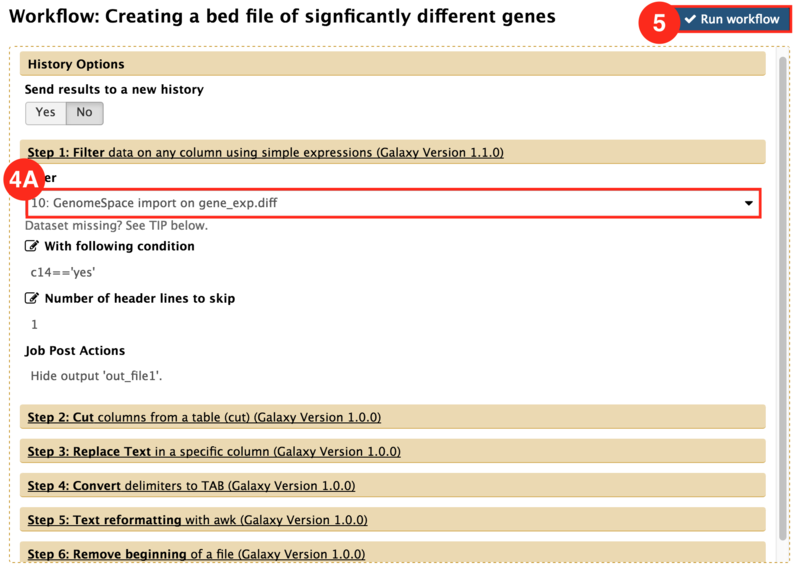 Workflow: Creating a bed file of signficantly different genes
5
Run workflow
History Options
Send results to a new history
Yes No
Step 1: Filter data on any column using simple expressions (Galaxy Version 1.1.0)
4A
er
10: GenomeSpace import on gene_exp.diff
Dataset missing? See TIP below.
With following condition
c14=='yes'
Number of header lines to skip
1
Job Post Actions
Hide output 'out_file1'.
Step 2: Cut columns from a table (cut) (Galaxy Version 1.0.0)
Step 3: Replace Text in a specific column (Galaxy Version 1.0.0)
Step 4: Convert delimiters to TAB (Galaxy Version 1.0.0)
Step 5: Text reformatting with awk (Galaxy Version 1.0.0)
Step 6: Remove beginning of a file (Galaxy Version 1.0.0)